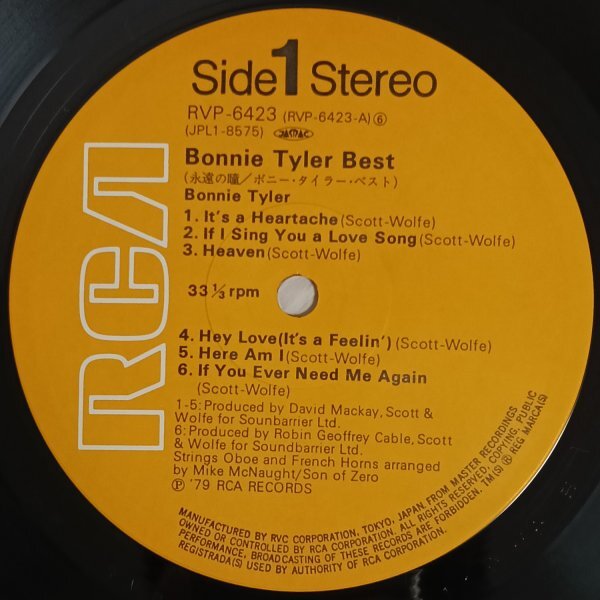 Side 1 Stereo
RVP-6423 (RVP-6423-A)⑥
(JPL1-8575) JASRAC
Bonnie Tyler Best
(永遠の瞳/ボニー・タイラー・ベスト)
Bonnie Tyler
1. It's a Heartache (Scott-Wolfe)
2. If I Sing You a Love Song (Scott-Wolfe)
3. Heaven (Scott-Wolfe)
33 1/3 rpm
4. Hey Love (It's a Feelin') (Scott-Wolfe)
5. Here Am I (Scott-Wolfe)
6. If You Ever Need Me Again
(Scott-Wolfe)
1-5: Produced by David Mackay, Scott &
Wolfe for Sounbarrier Ltd.
6: Produced by Robin Geoffrey Cable, Scott
& Wolfe for Soundbarrier Ltd.
Strings Oboe and French Horns arranged
by Mike McNaught/Son of Zero
Ⓟ '79 RCA RECORDS
RCA
MANUFACTURED BY RVC CORPORATION, TOKYO, JAPAN, FROM MASTER RECORDINGS
OWNED OR CONTROLLED BY RCA CORPORATION. ALL RIGHTS RESERVED, COPYING, PUBLIC
PERFORMANCE, BROADCASTING OF THESE RECORDS ARE FORBIDDEN. TM(S) ® REG MARCA(S)
REGISTRADA(S) USED BY AUTHORITY OF RCA CORPORATION.